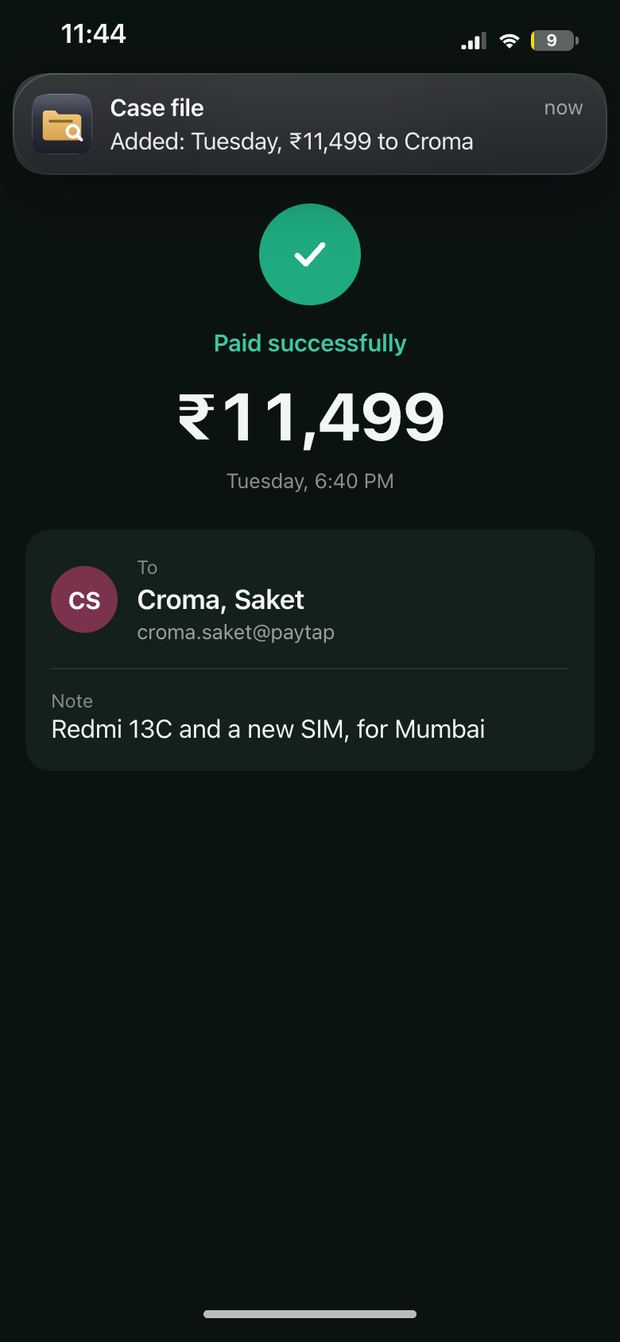 11:44
9
Case file
now
Added: Tuesday, ₹11,499 to Croma
Paid successfully
₹11,499
Tuesday, 6:40 PM
To
CS
Croma, Saket
croma.saket@paytap
Note
Redmi 13C and a new SIM, for Mumbai